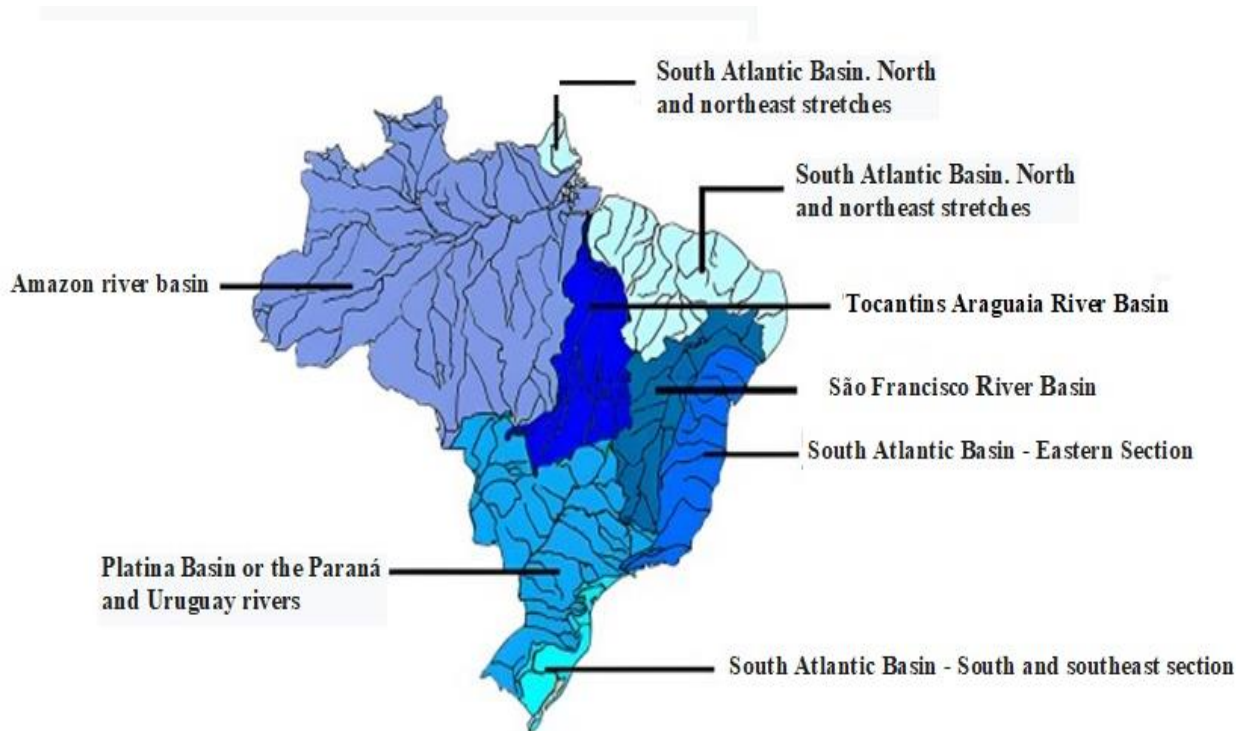 South Atlantic Basin. North
and northeast stretches
South Atlantic Basin. North
and northeast stretches
Amazon river basin
'Tocantins Araguaia River Basin
São Francisco River Basin
South Atlantic Basin - Eastern Section
Platina Basin or the Paraná
and Uruguay rivers
South Atlantic Basin - South and southeast section